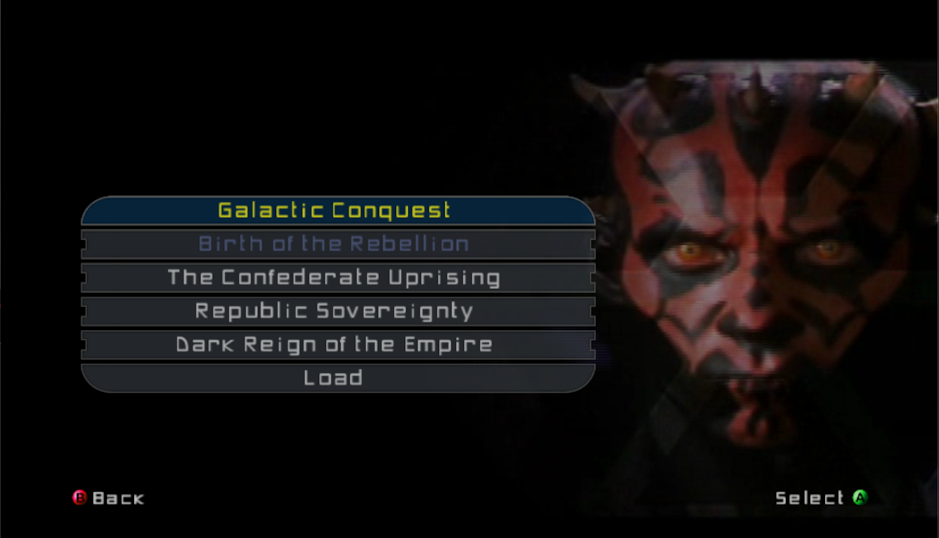 Galactic Conquest
Birth of the Rebellion
The Confederate Uprising
Republic Sovereignty
Dark Reign of the Empire
Load
B Back
Select A